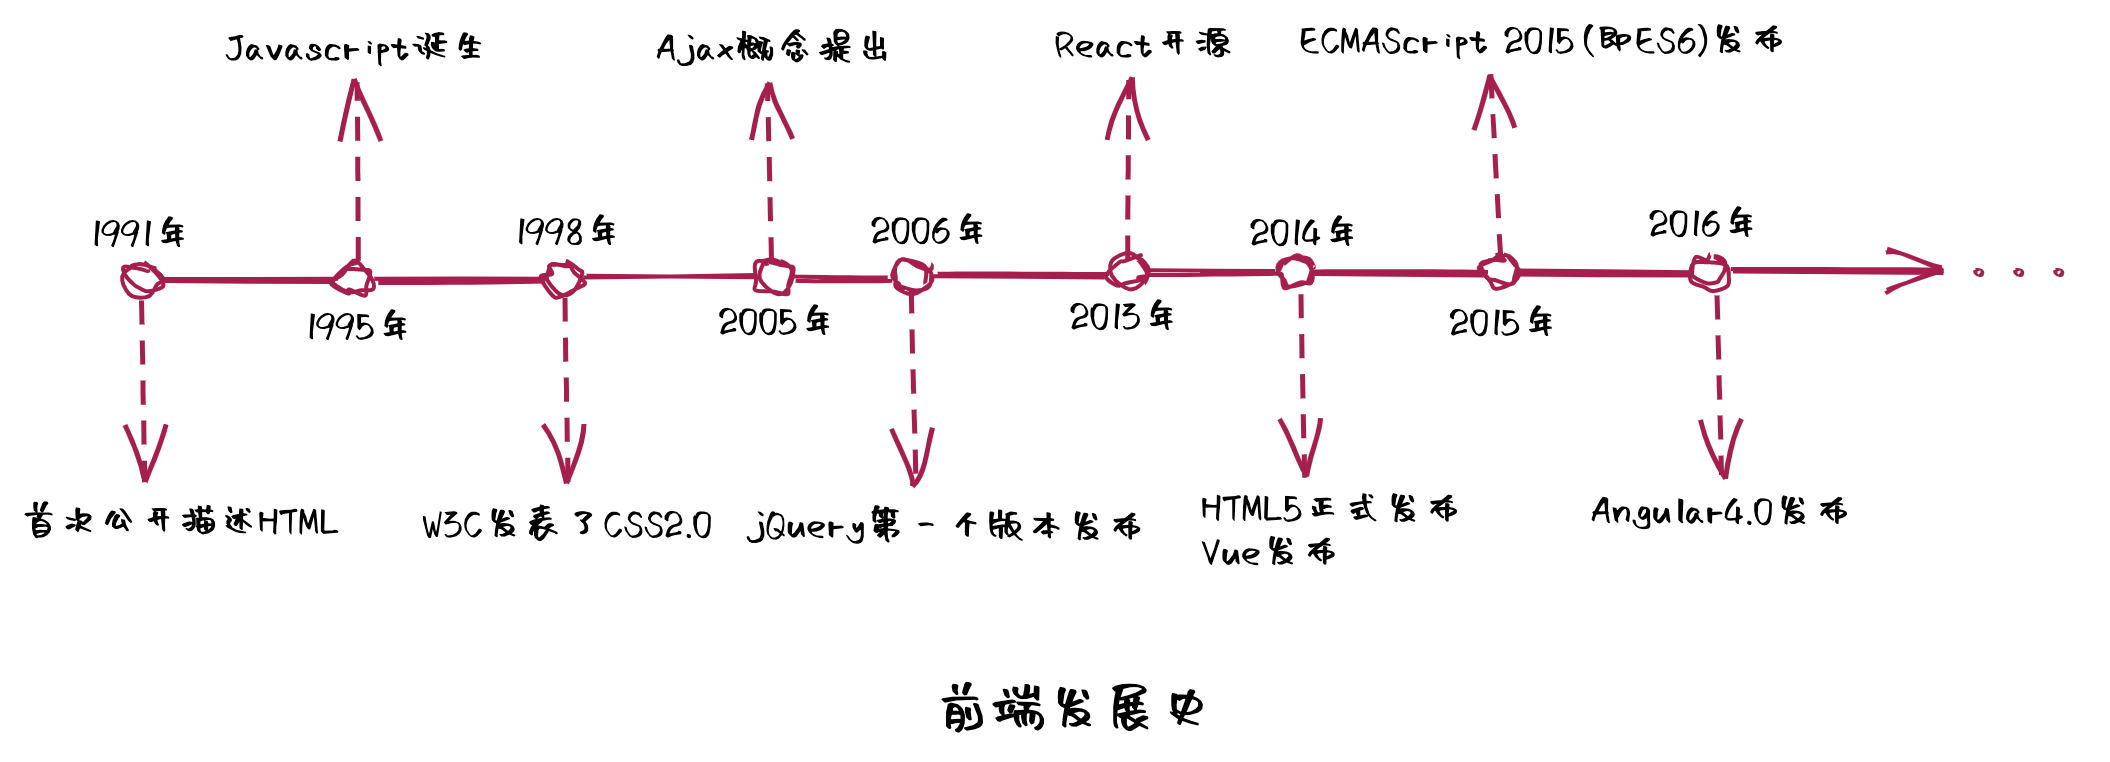 Javascript诞生
Ajax概念提出
React开源
ECMAScript 2015(即ES6)发布
1991年
1998年
2006年
2014年
2016年
1995年
2005年
2013年
2015年
首次公开描述HTML
W3C发表了CSS2.0
jQuery第一个版本发布
HTML5正式发布
Vue发布
Angular4.0发布
前端发展史